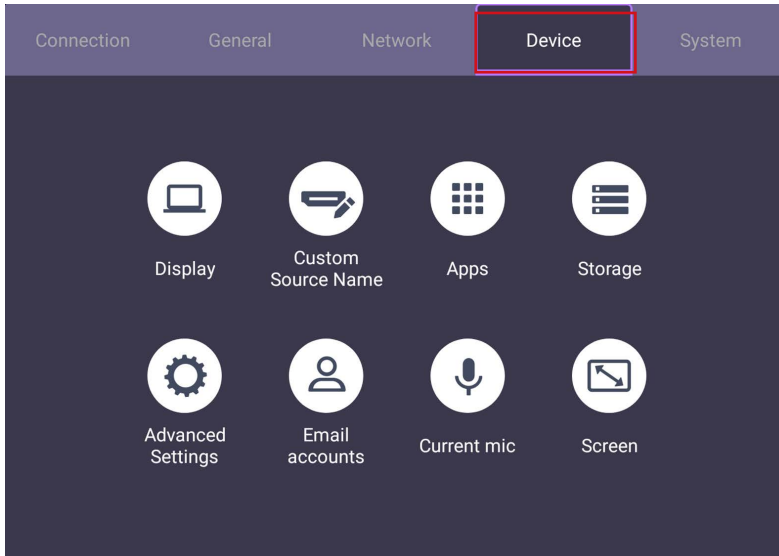 Connection General Network Device System
Display
Custom
Source Name
Apps
Storage
Advanced
Settings
Email
accounts
Current mic
Screen